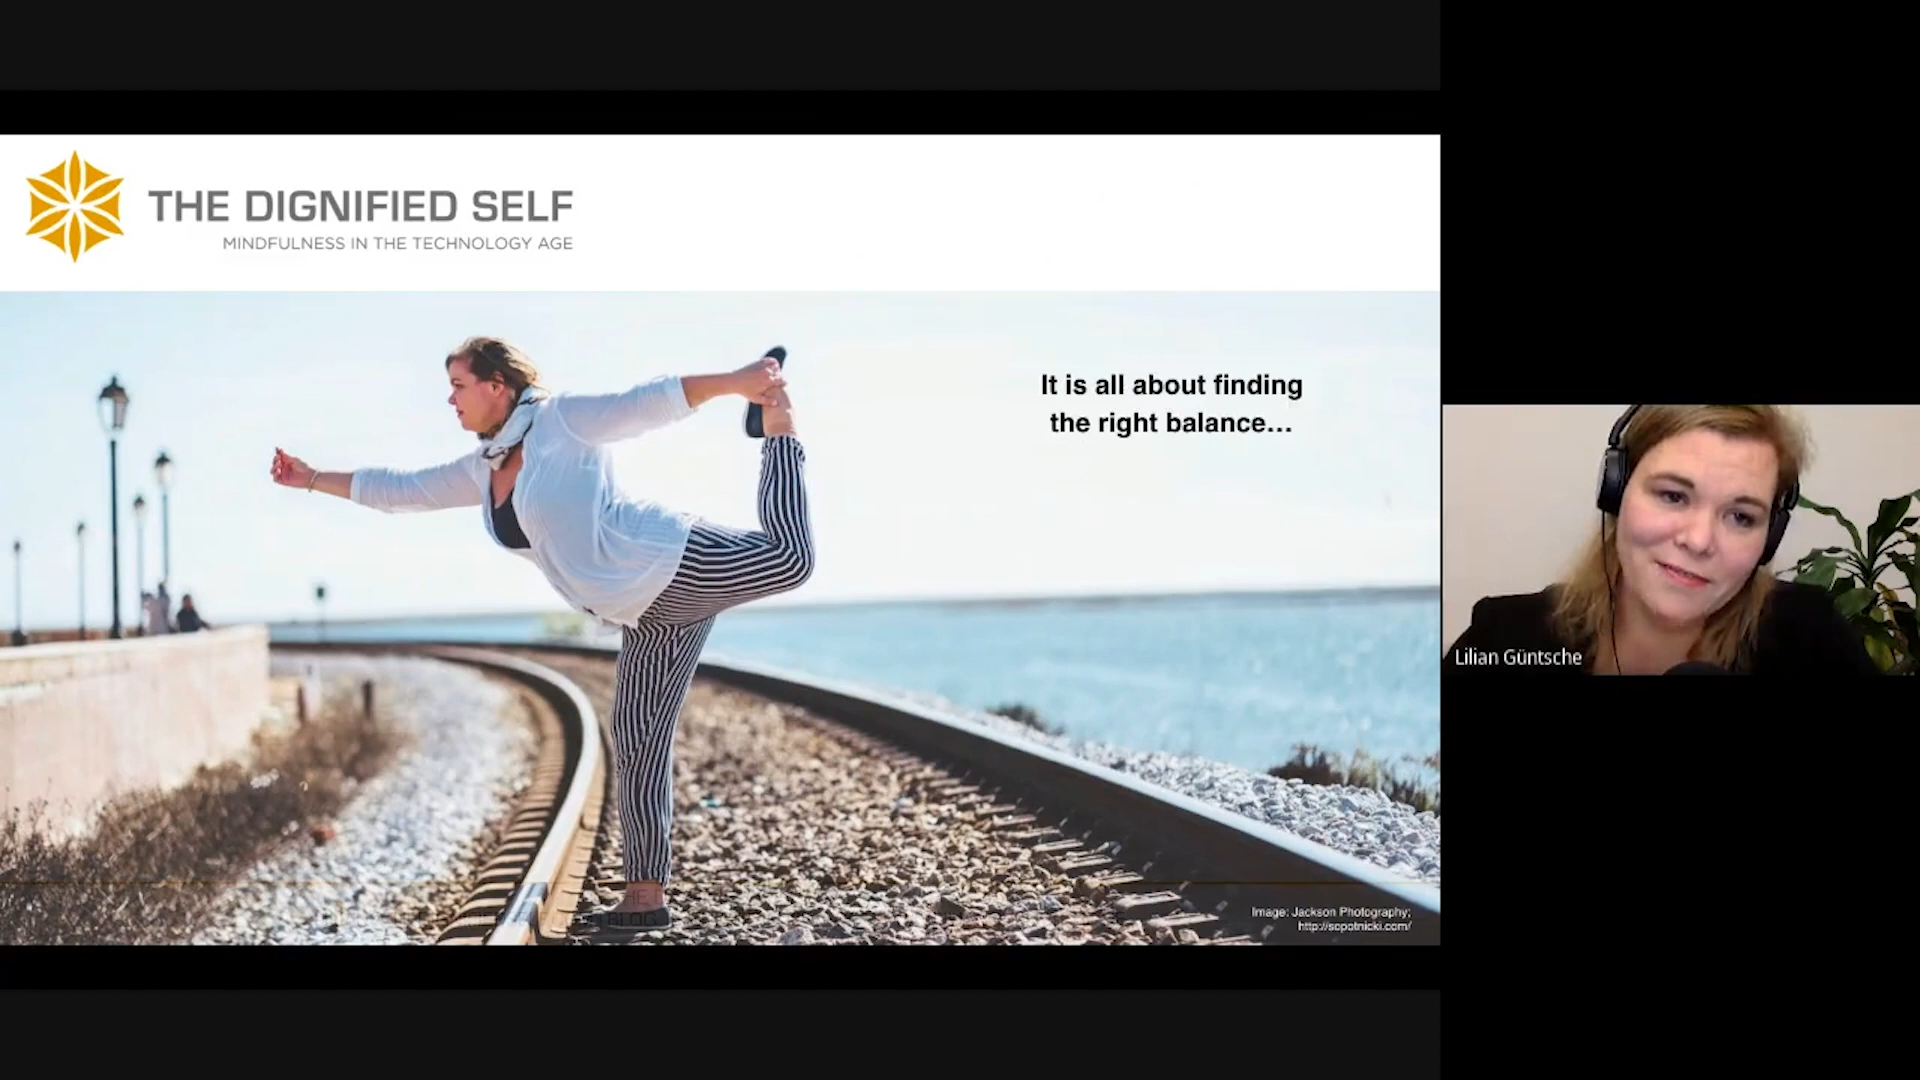 THE DIGNIFIED SELF
MINDFULNESS IN THE TECHNOLOGY AGE
It is all about finding
the right balance...
Lilian Güntsche
Image: Jackson Photography;
http://sopotnicki.com/